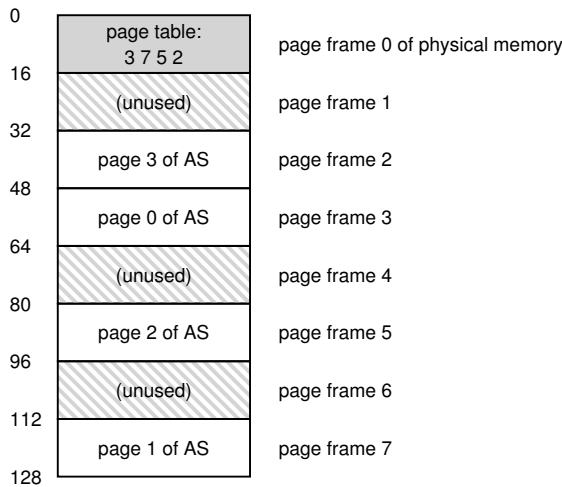 0
page table:
3 7 5 2
page frame 0 of physical memory
16
(unused)
page frame 1
32
page 3 of AS
page frame 2
48
page 0 of AS
page frame 3
64
(unused)
page frame 4
80
page 2 of AS
page frame 5
96
(unused)
page frame 6
112
page 1 of AS
page frame 7
128